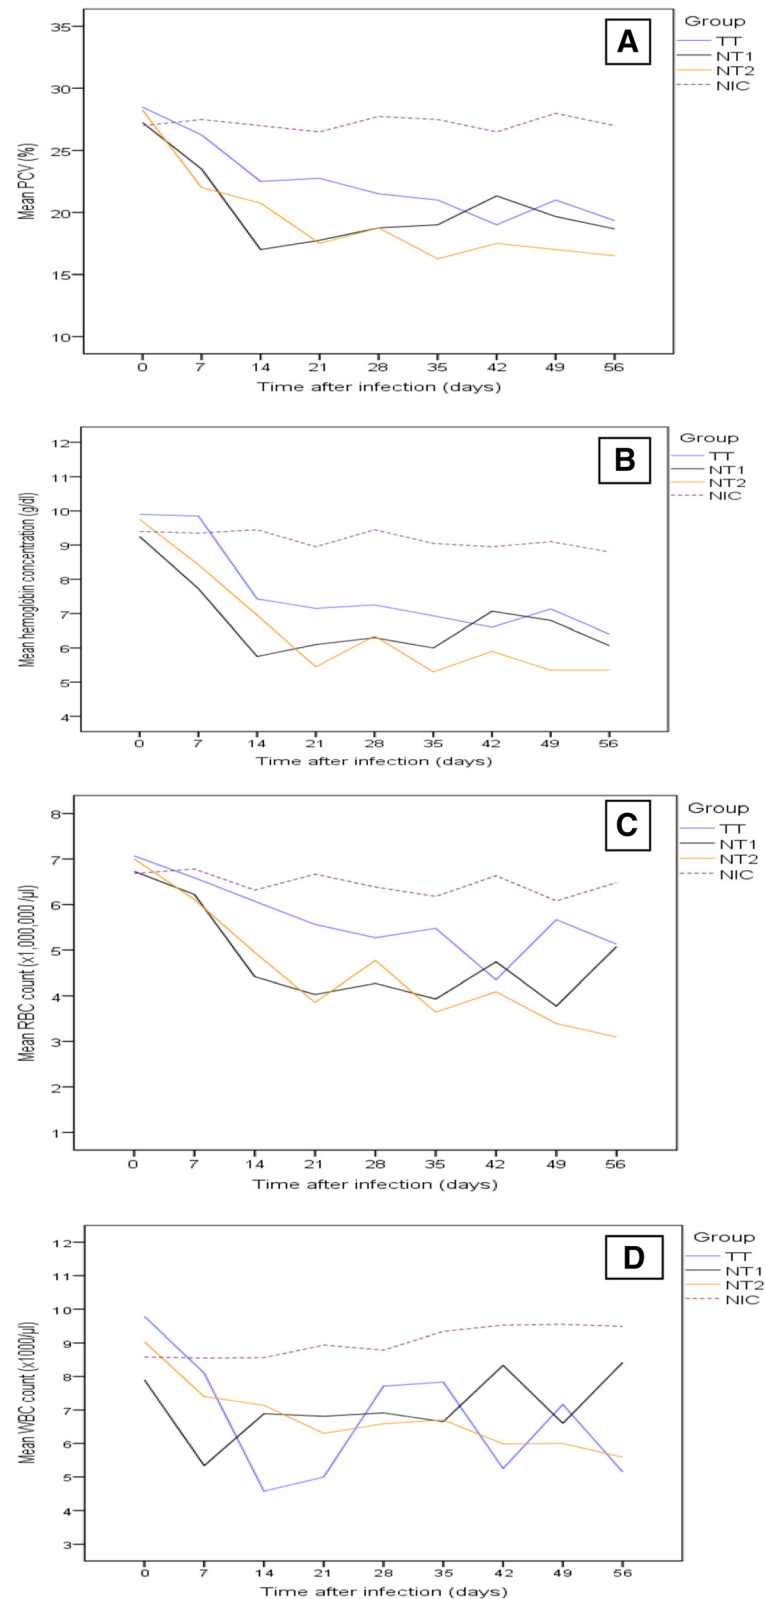 A
Group
TT
NT1
NT2
NIC
35
30
25
20
15
10
Mean PCV (%)
0 7 14 21 28 35 42 49 56
Time after infection (days)
B
Group
TT
NT1
NT2
NIC
12
11
10
9
8
7
6
5
4
Mean hemoglobin concentration (g/dl)
0 7 14 21 28 35 42 49 56
Time after infection (days)
C
Group
TT
NT1
NT2
NIC
8
7
6
5
4
3
2
1
Mean RBC count (x1,000,000 /µl)
0 7 14 21 28 35 42 49 56
Time after infection (days)
D
Group
TT
NT1
NT2
NIC
12
11
10
9
8
7
6
5
4
3
Mean WBC count (x1000/µl)
0 7 14 21 28 35 42 49 56
Time after infection (days)